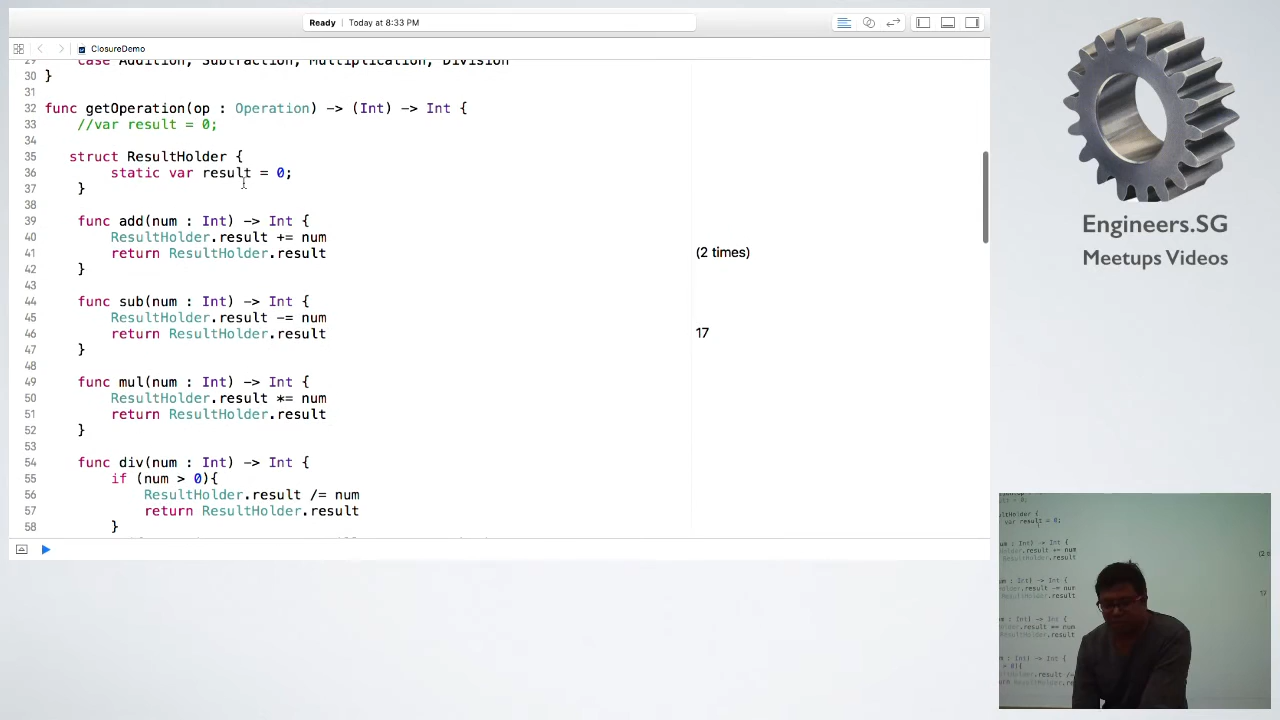 Ready | Today at 8:33 PM
ClosureDemo
29 case Addition, Subtraction, Multiplication, Division
30 }
31
32 func getOperation(op : Operation) -> (Int) -> Int {
33 //var result = 0;
34
35 struct ResultHolder {
36 static var result = 0;
37 }
38
39 func add(num : Int) -> Int {
40 ResultHolder.result += num
41 return ResultHolder.result (2 times)
42 }
43
44 func sub(num : Int) -> Int {
45 ResultHolder.result -= num
46 return ResultHolder.result 17
47 }
48
49 func mul(num : Int) -> Int {
50 ResultHolder.result *= num
51 return ResultHolder.result
52 }
53
54 func div(num : Int) -> Int {
55 if (num > 0){
56 ResultHolder.result /= num
57 return ResultHolder.result
58 }
Engineers.SG
Meetups Videos